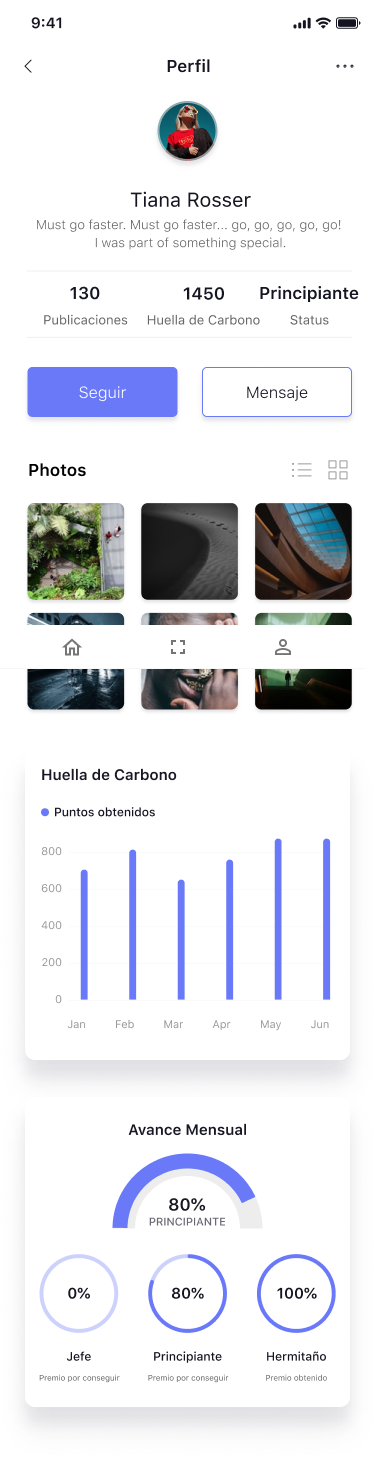 9:41
Perfil
Tiana Rosser
Must go faster. Must go faster... go, go, go, go, go!
I was part of something special.
130 1450 Principiante
Publicaciones Huella de Carbono Status
Seguir Mensaje
Photos
Huella de Carbono
Puntos obtenidos
800
600
400
200
0
Jan Feb Mar Apr May Jun
Avance Mensual
80%
PRINCIPIANTE
0% 80% 100%
Jefe Principiante Hermitaño
Premio por conseguir Premio por conseguir Premio obtenido